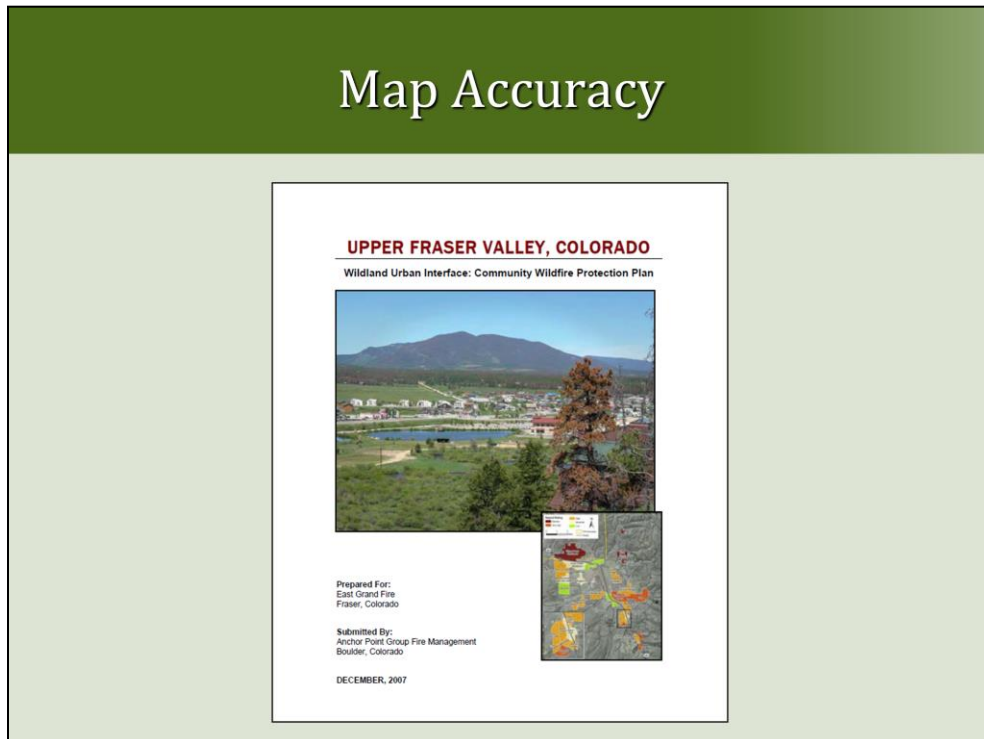 Map Accuracy
UPPER FRASER VALLEY, COLORADO
Wildland Urban Interface: Community Wildfire Protection Plan
Prepared For:
East Grand Fire
Fraser, Colorado
Submitted By:
Anchor Point Group Fire Management
Boulder, Colorado
DECEMBER, 2007